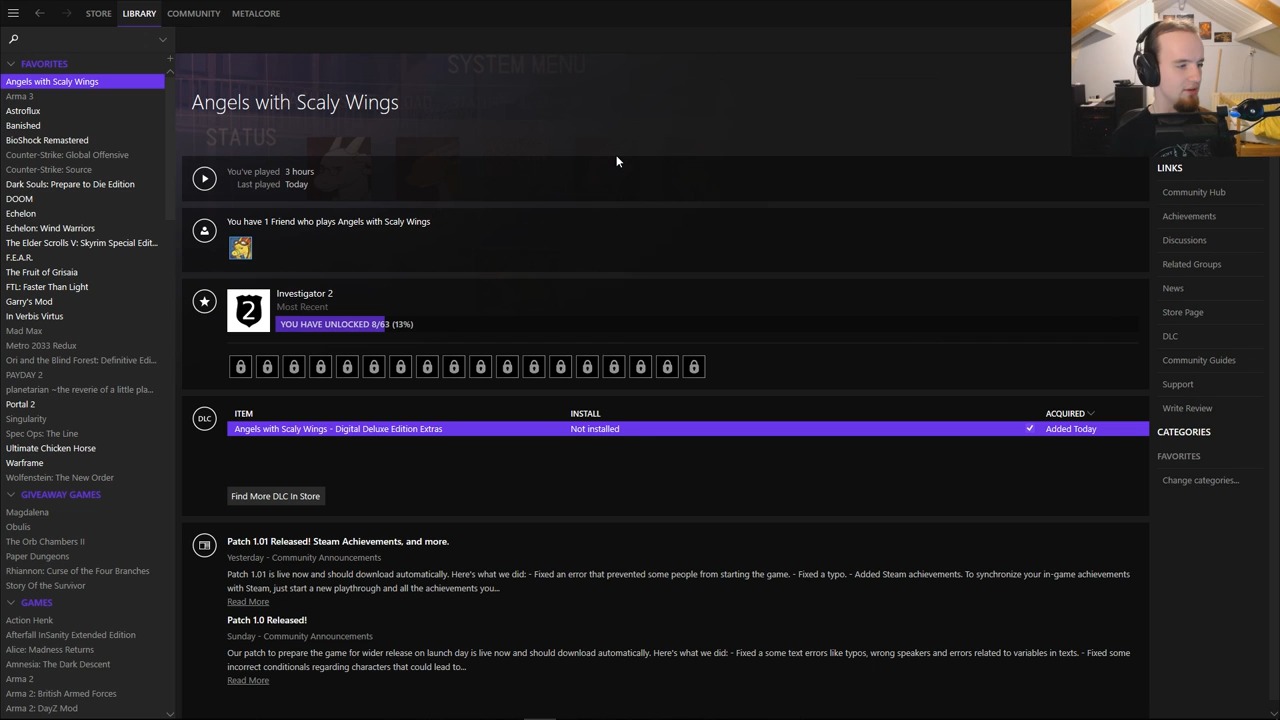 STORE LIBRARY COMMUNITY METALCORE
FAVORITES
Angels with Scaly Wings
Arma 3
Astroflux
Banished
BioShock Remastered
Counter-Strike: Global Offensive
Counter-Strike: Source
Dark Souls: Prepare to Die Edition
DOOM
Echelon
Echelon: Wind Warriors
The Elder Scrolls V: Skyrim Special Edit...
F.E.A.R.
The Fruit of Grisaia
FTL: Faster Than Light
Garry's Mod
In Verbis Virtus
Mad Max
Metro 2033 Redux
Ori and the Blind Forest: Definitive Edi...
PAYDAY 2
planetarian ~the reverie of a little pla...
Portal 2
Singularity
Spec Ops: The Line
Ultimate Chicken Horse
Warframe
Wolfenstein: The New Order
GIVEAWAY GAMES
Magdalena
Obulis
The Orb Chambers II
Paper Dungeons
Rhiannon: Curse of the Four Branches
Story Of the Survivor
GAMES
Action Henk
Afterfall InSanity Extended Edition
Alice: Madness Returns
Amnesia: The Dark Descent
Arma 2
Arma 2: British Armed Forces
Arma 2: DayZ Mod
SYSTEM MENU
Angels with Scaly Wings
STATUS
You've played 3 hours
Last played Today
You have 1 Friend who plays Angels with Scaly Wings
2
Investigator 2
Most Recent
YOU HAVE UNLOCKED 8/63 (13%)
DLC
ITEM INSTALL ACQUIRED
Angels with Scaly Wings - Digital Deluxe Edition Extras Not installed Added Today
Find More DLC In Store
Patch 1.01 Released! Steam Achievements, and more.
Yesterday - Community Announcements
Patch 1.01 is live now and should download automatically. Here's what we did: - Fixed an error that prevented some people from starting the game. - Fixed a typo. - Added Steam achievements. To synchronize your in-game achievements
with Steam, just start a new playthrough and all the achievements you...
Read More
Patch 1.0 Released!
Sunday - Community Announcements
Our patch to prepare the game for wider release on launch day is live now and should download automatically. Here's what we did: - Fixed a some text errors like typos, wrong speakers and errors related to variables in texts. - Fixed some
incorrect conditionals regarding characters that could lead to...
Read More
LINKS
Community Hub
Achievements
Discussions
Related Groups
News
Store Page
DLC
Community Guides
Support
Write Review
CATEGORIES
FAVORITES
Change categories...